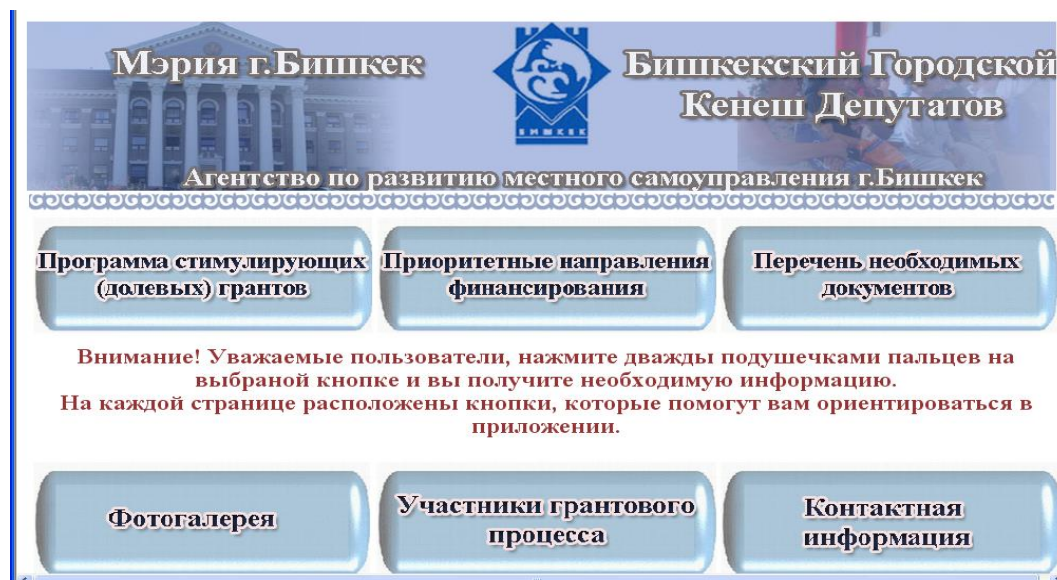 Мэрия г.Бишкек
БИШКЕК
Бишкекский Городской
Кенеш Депутатов
Агентство по развитию местного самоуправления г.Бишкек
Программа стимулирующих
(долевых) грантов
Приоритетные направления
финансирования
Перечень необходимых
документов
Внимание! Уважаемые пользователи, нажмите дважды подушечками пальцев на
выбраной кнопке и вы получите необходимую информацию.
На каждой странице расположены кнопки, которые помогут вам ориентироваться в
приложении.
Фотогалерея
Участники грантового
процесса
Контактная
информация